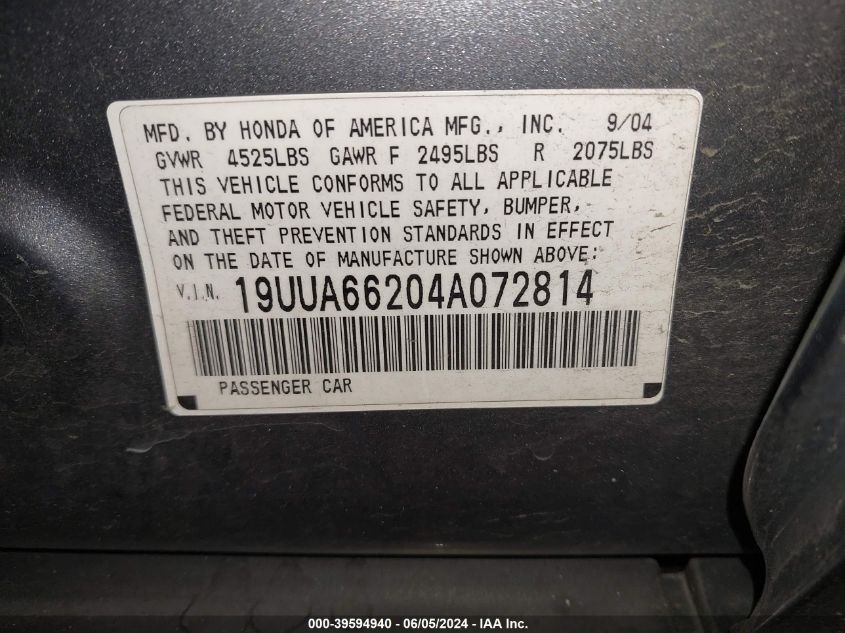 MFD. BY HONDA OF AMERICA MFG., INC. 9/04
GVWR 4525LBS GAWR F 2495LBS R 2075LBS
THIS VEHICLE CONFORMS TO ALL APPLICABLE
FEDERAL MOTOR VEHICLE SAFETY, BUMPER,
AND THEFT PREVENTION STANDARDS IN EFFECT
ON THE DATE OF MANUFACTURE SHOWN ABOVE:
V.I.N. 19UUA66204A072814
PASSENGER CAR
000-39594940 - 06/05/2024 - IAA Inc.